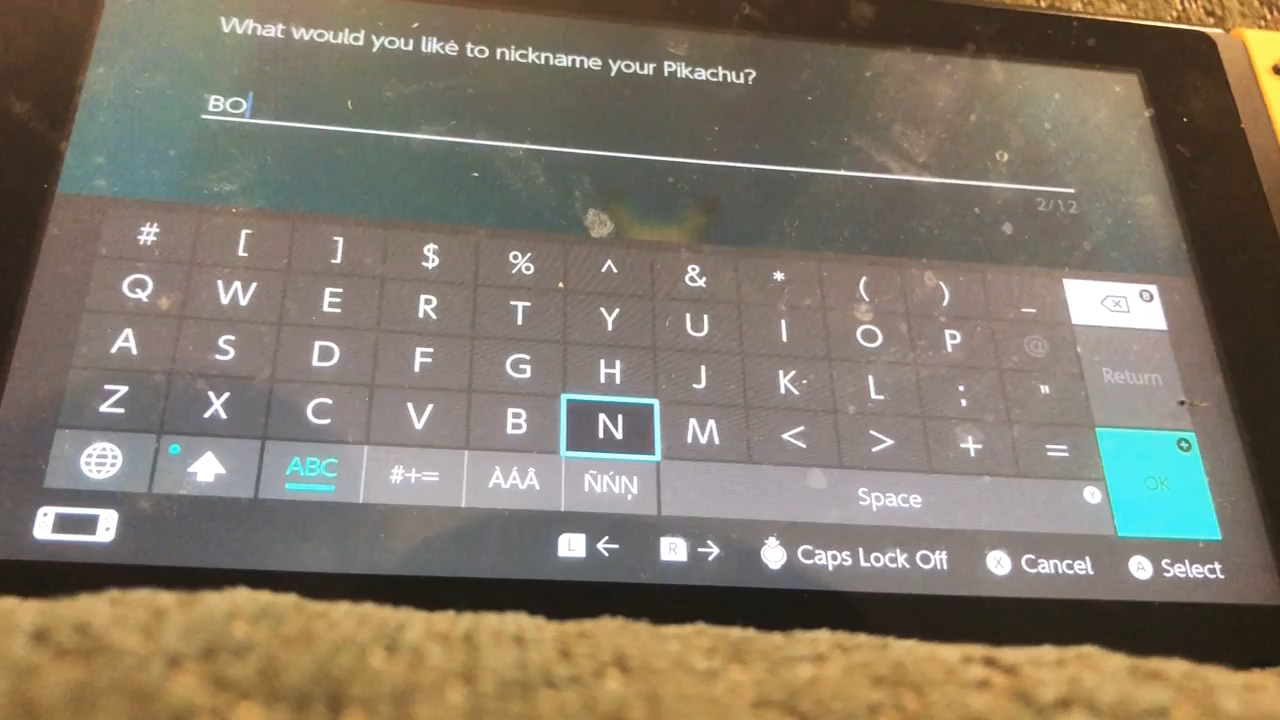 What would you like to nickname your Pikachu?
BO
2/12
# [ ] $ % ^ & * ( ) _
Q W E R T Y U I O P @
A S D F G H J K L ; "
Z X C V B N M < > + =
B
Return
+
OK
ABC #+= ÀÁÂ ÑŃŅ Space Y
L ← R → Caps Lock Off X Cancel A Select